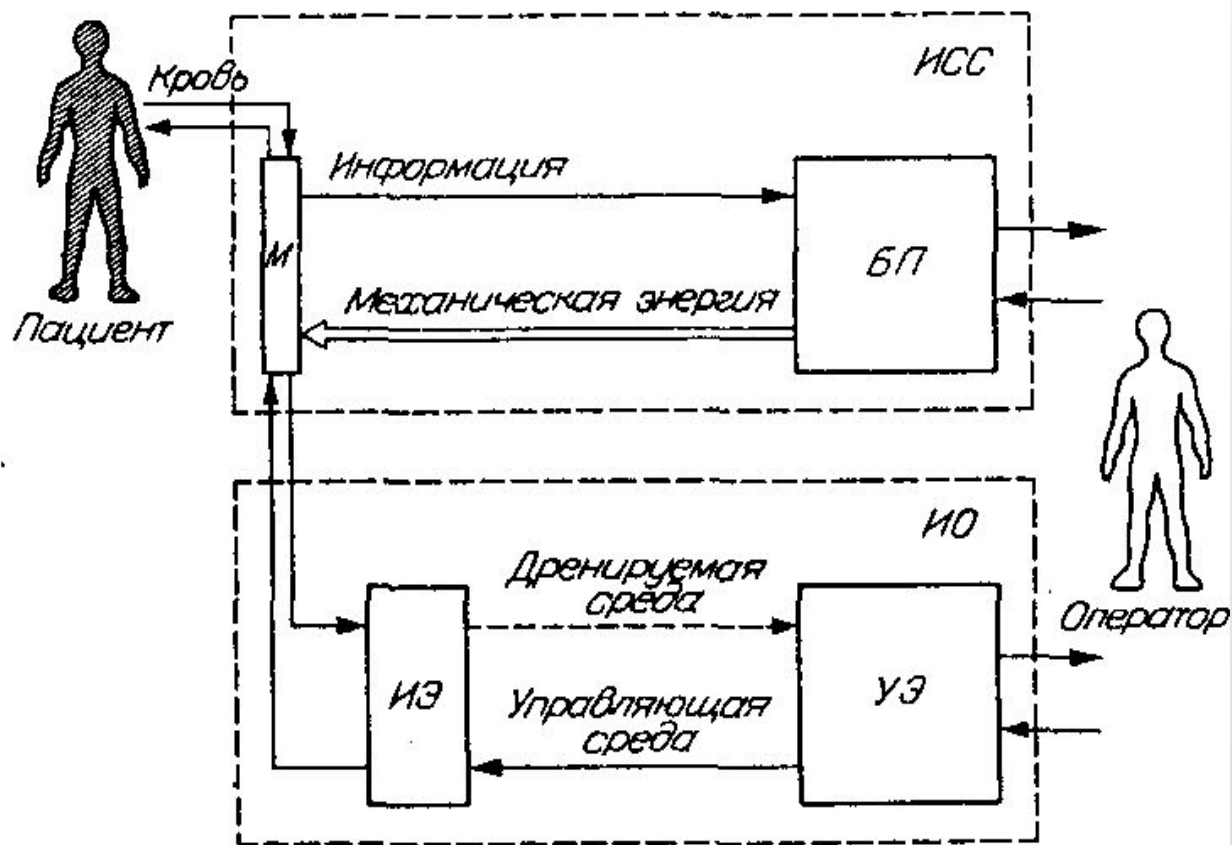 Кровь
ИСС
Информация
М
БП
Механическая энергия
Пациент
ИО
Дренируемая
среда
Оператор
ИЭ
Управляющая
среда
УЭ